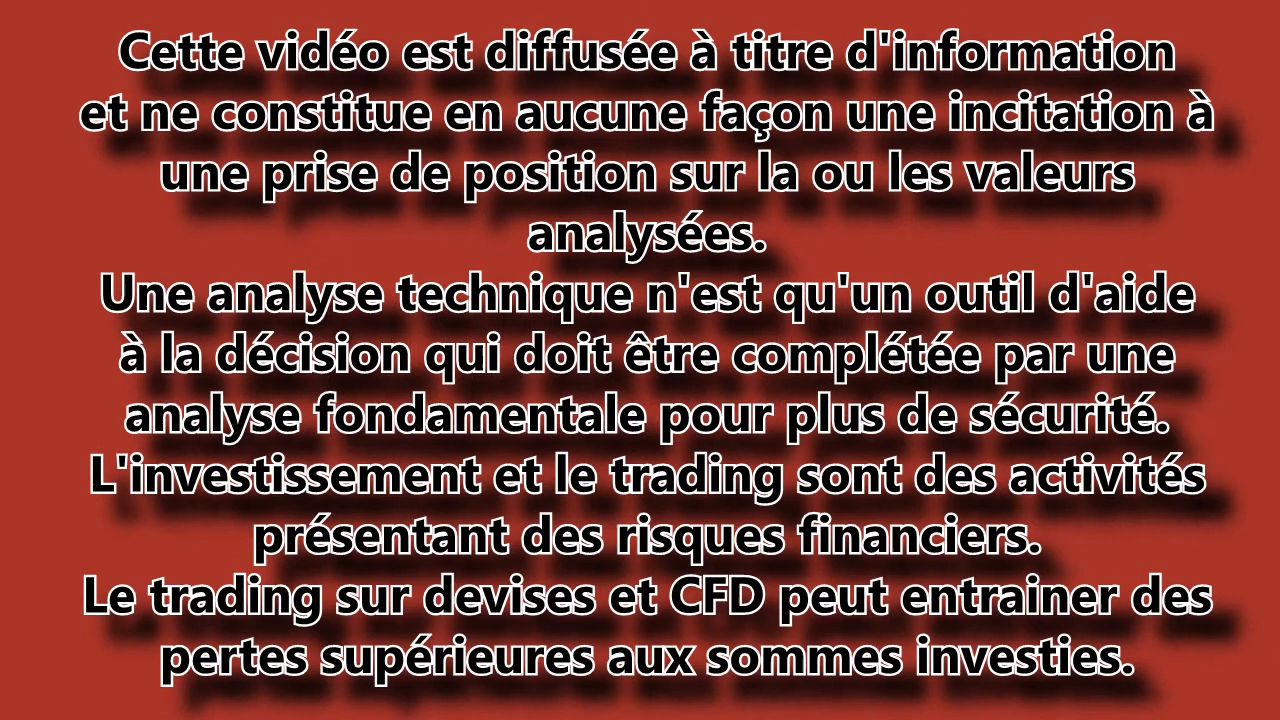 Cette vidéo est diffusée à titre d'information
et ne constitue en aucune façon une incitation à
une prise de position sur la ou les valeurs
analysées.
Une analyse technique n'est qu'un outil d'aide
à la décision qui doit être complétée par une
analyse fondamentale pour plus de sécurité.
L'investissement et le trading sont des activités
présentant des risques financiers.
Le trading sur devises et CFD peut entrainer des
pertes supérieures aux sommes investies.